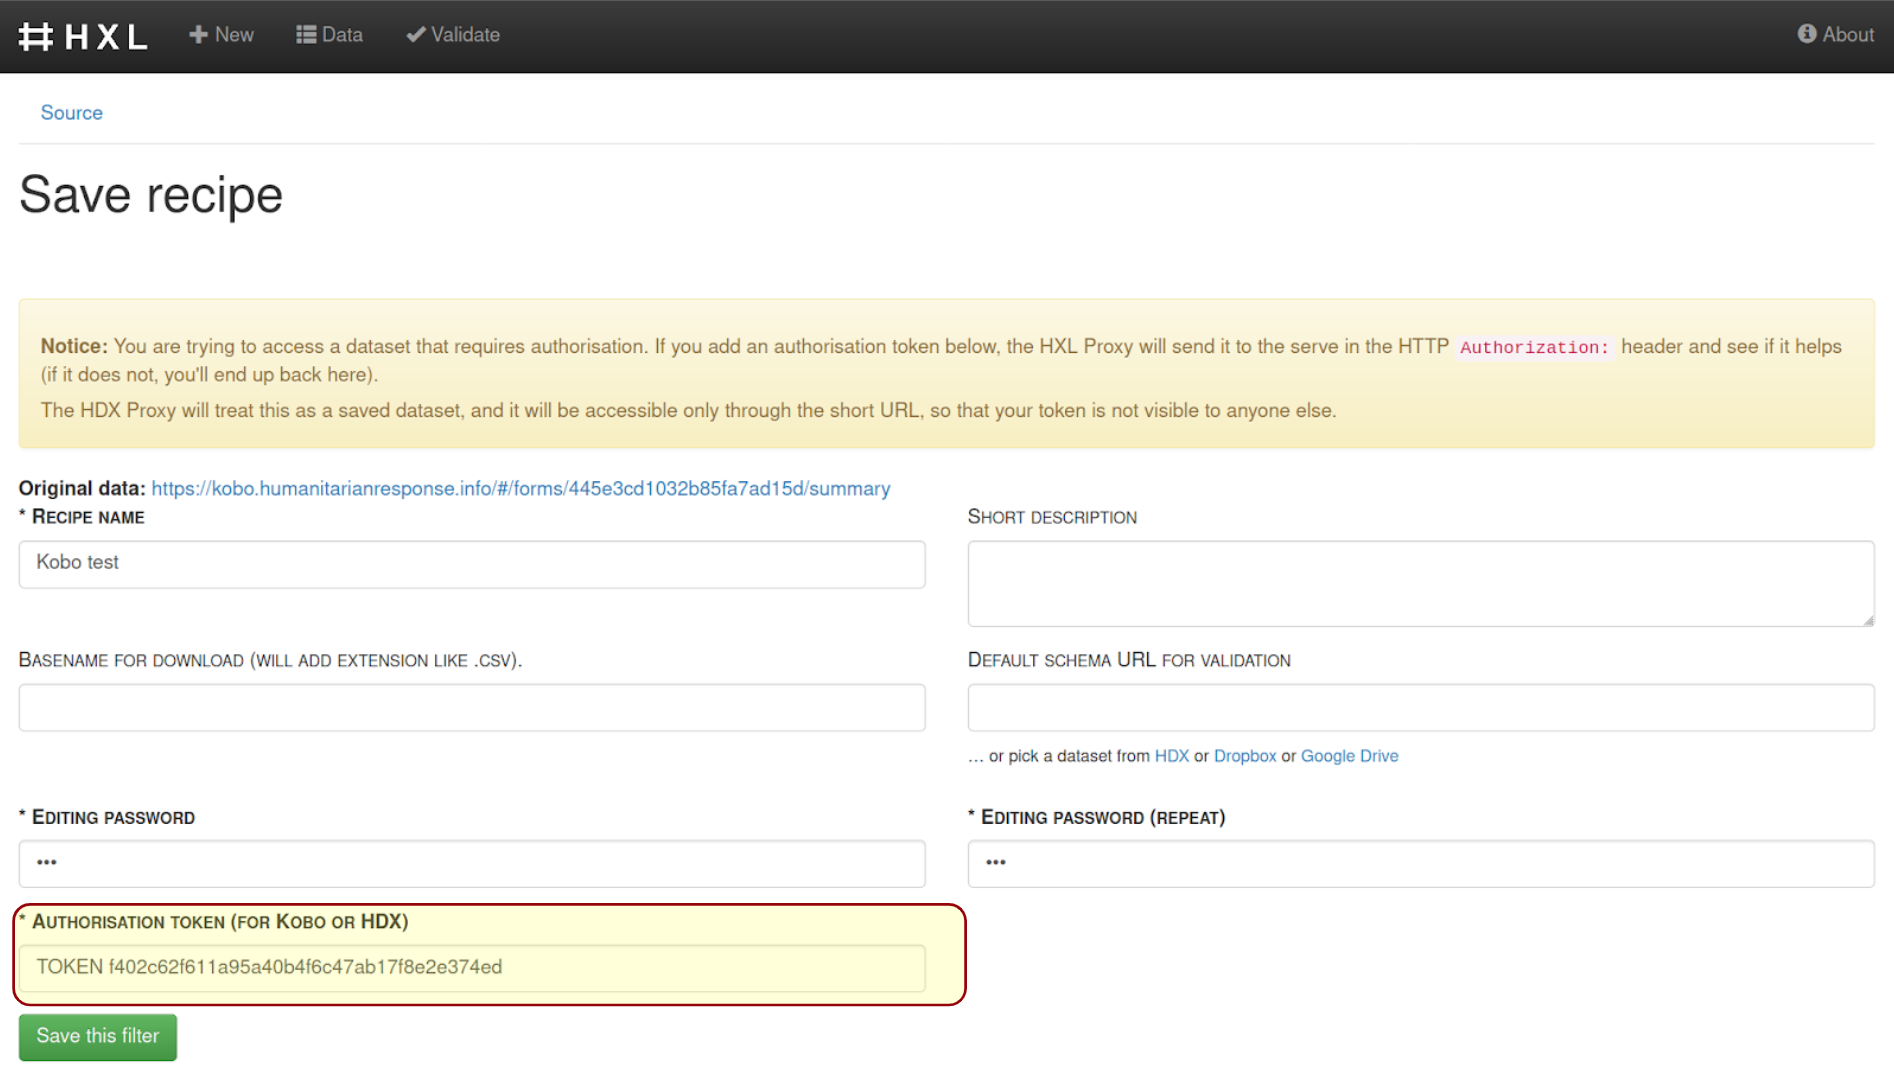 HXL New Data Validate About
Source
Save recipe
Notice: You are trying to access a dataset that requires authorisation. If you add an authorisation token below, the HXL Proxy will send it to the serve in the HTTP Authorization: header and see if it helps
(if it does not, you'll end up back here).
The HDX Proxy will treat this as a saved dataset, and it will be accessible only through the short URL, so that your token is not visible to anyone else.
Original data: https://kobo.humanitarianresponse.info/#/forms/445e3cd1032b85fa7ad15d/summary
* RECIPE NAME
Kobo test
SHORT DESCRIPTION
BASENAME FOR DOWNLOAD (WILL ADD EXTENSION LIKE .CSV).
DEFAULT SCHEMA URL FOR VALIDATION
... or pick a dataset from HDX or Dropbox or Google Drive
* EDITING PASSWORD
•••
* EDITING PASSWORD (REPEAT)
•••
* AUTHORISATION TOKEN (FOR KOBO OR HDX)
TOKEN f402c62f611a95a40b4f6c47ab17f8e2e374ed
Save this filter